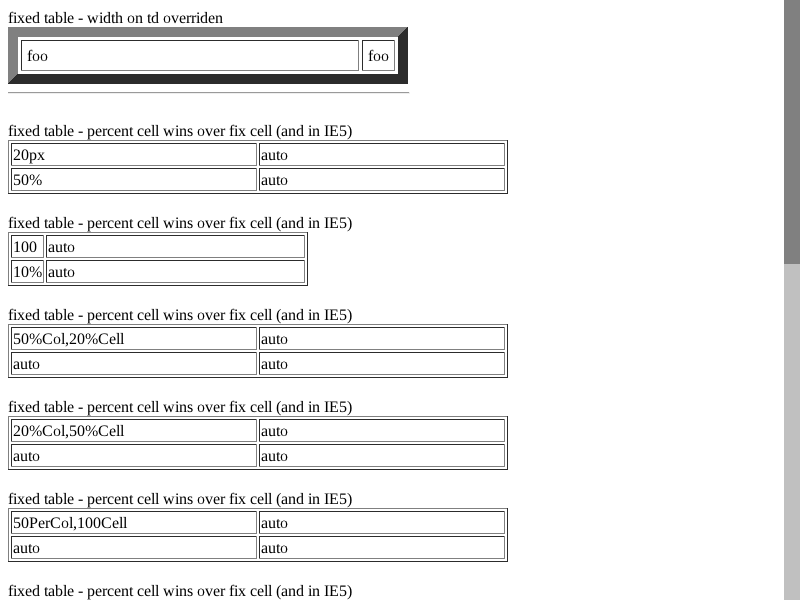 fixed table - width on td overriden
foo foo
fixed table - percent cell wins over fix cell (and in IE5)
20px auto
50% auto
fixed table - percent cell wins over fix cell (and in IE5)
100 auto
10% auto
fixed table - percent cell wins over fix cell (and in IE5)
50%Col,20%Cell auto
auto auto
fixed table - percent cell wins over fix cell (and in IE5)
20%Col,50%Cell auto
auto auto
fixed table - percent cell wins over fix cell (and in IE5)
50PerCol,100Cell auto
auto auto
fixed table - percent cell wins over fix cell (and in IE5)